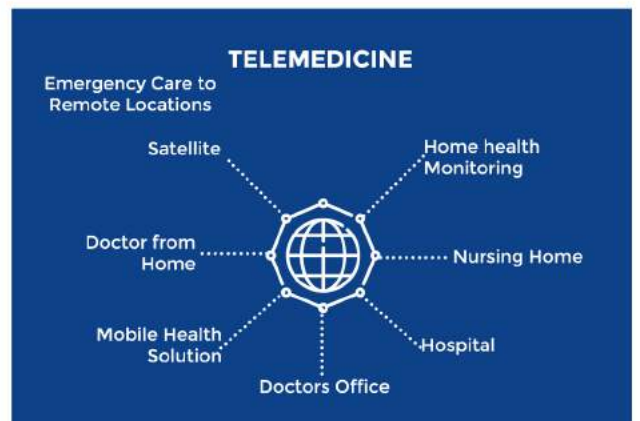 TELEMEDICINE
Emergency Care to
Remote Locations
Satellite
Home health
Monitoring
Doctor from
Home
Nursing Home
Mobile Health
Solution
Hospital
Doctors Office